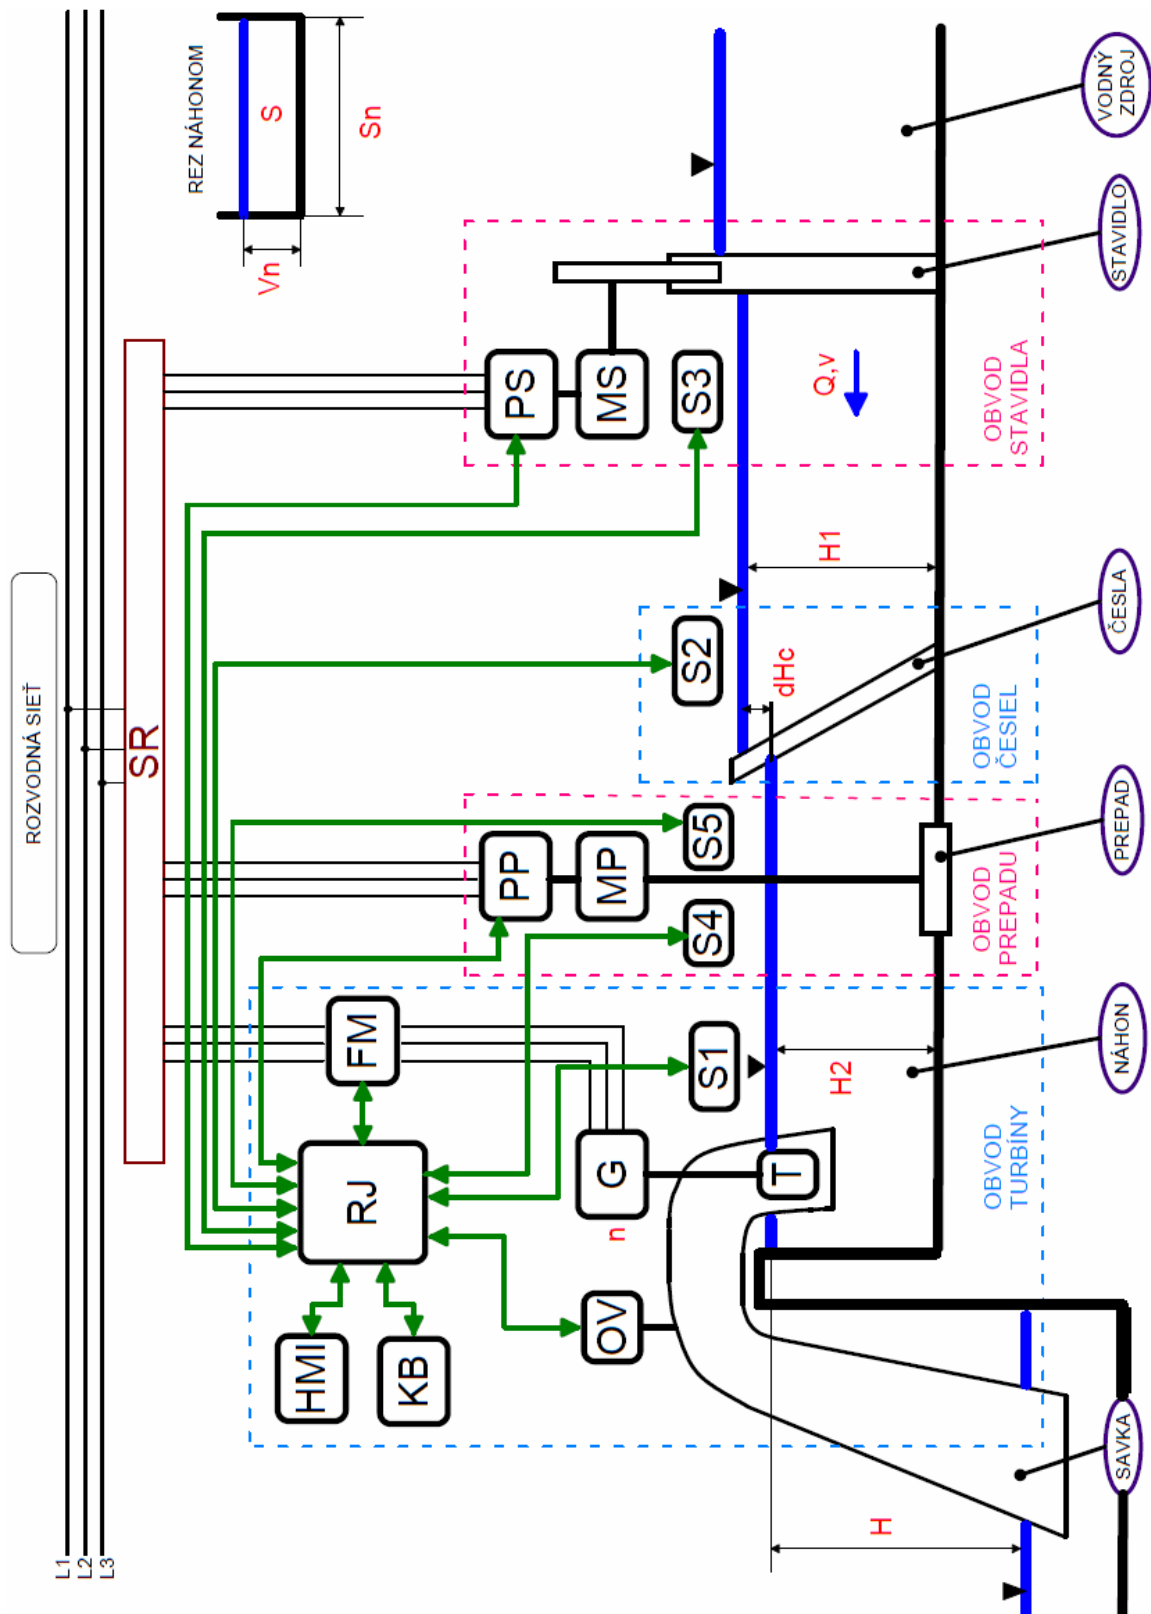 ROZVODNÁ SIEŤ
L1
L2
L3
SR
REZ NÁHONOM
S
Sn
Vn
HMI
KB
RJ
FM
PP
PS
OV
G
n
MP
MS
S1
S4
S5
S2
S3
T
dHc
H
H2
H1
Q,v
OBVOD
TURBÍNY
OBVOD
PREPADU
OBVOD
ČESIEL
OBVOD
STAVIDLA
SAVKA
NÁHON
PREPAD
ČESLA
STAVIDLO
VODNÝ
ZDROJ